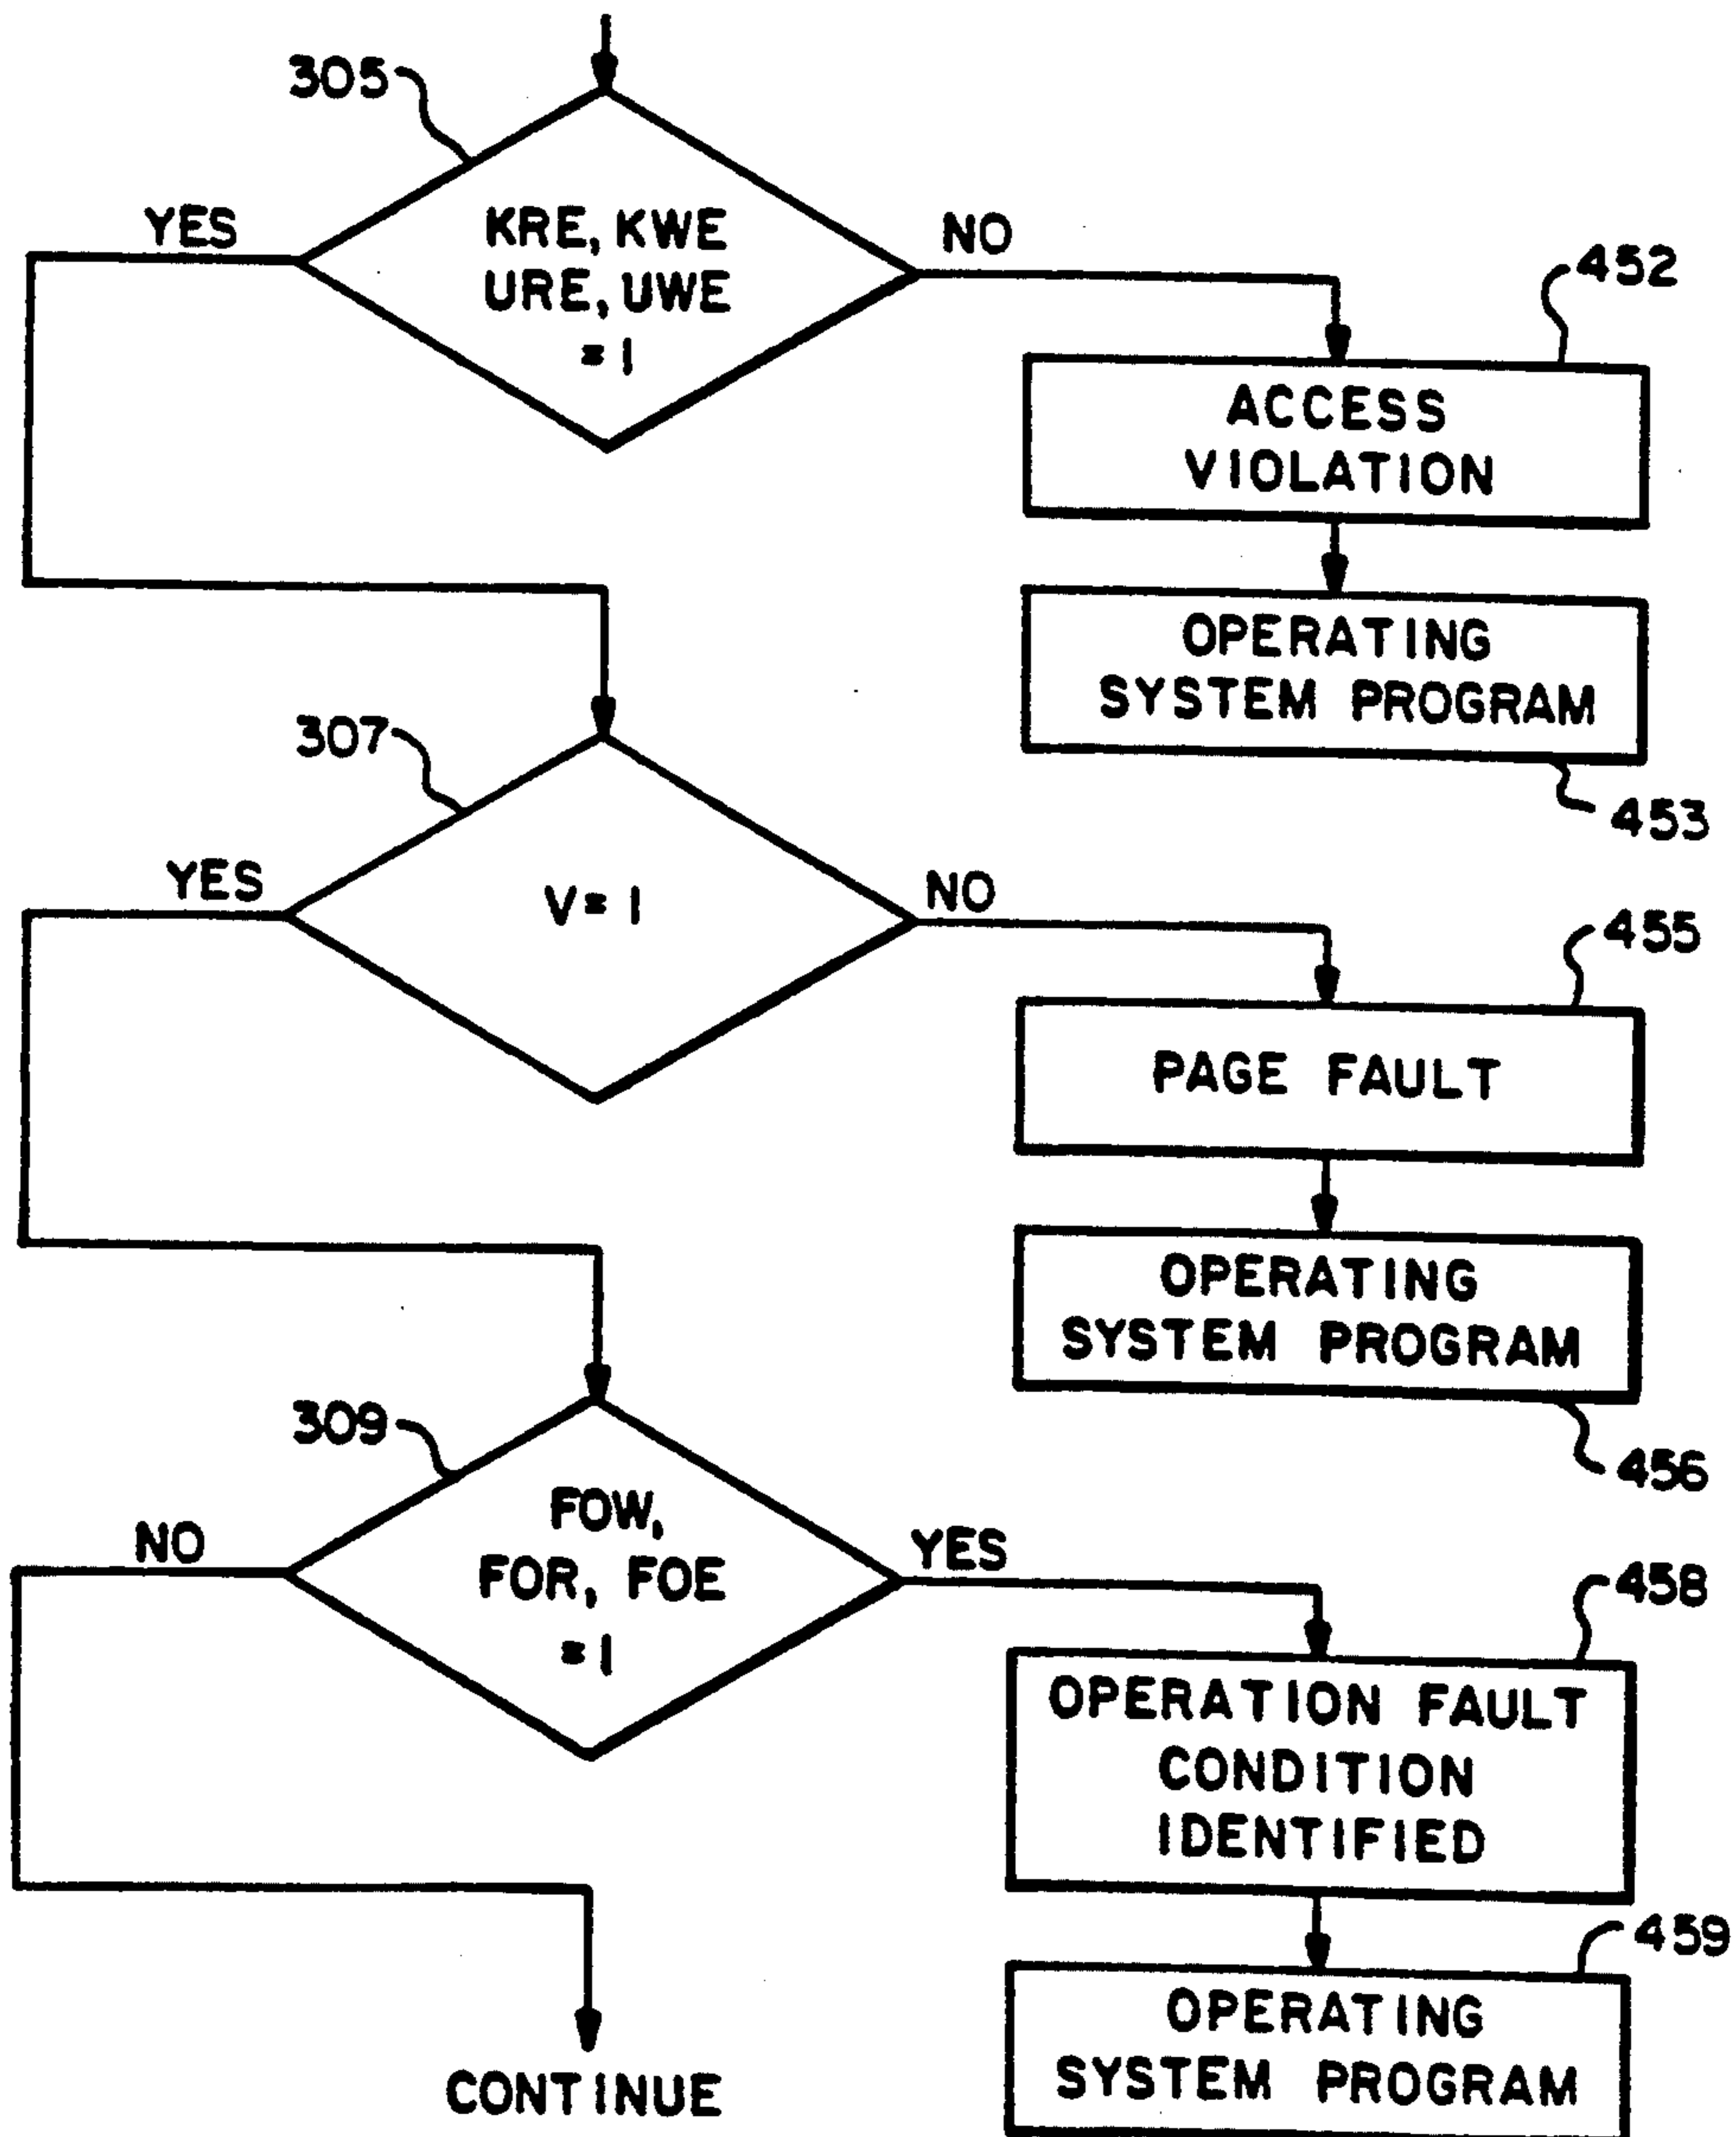 305
YES
KRE, KWE
URE, UWE
= 1
NO
452
ACCESS
VIOLATION
OPERATING
SYSTEM PROGRAM
453
307
YES
V = 1
NO
455
PAGE FAULT
OPERATING
SYSTEM PROGRAM
456
309
NO
FOW,
FOR, FOE
= 1
YES
458
OPERATION FAULT
CONDITION
IDENTIFIED
459
OPERATING
SYSTEM PROGRAM
CONTINUE